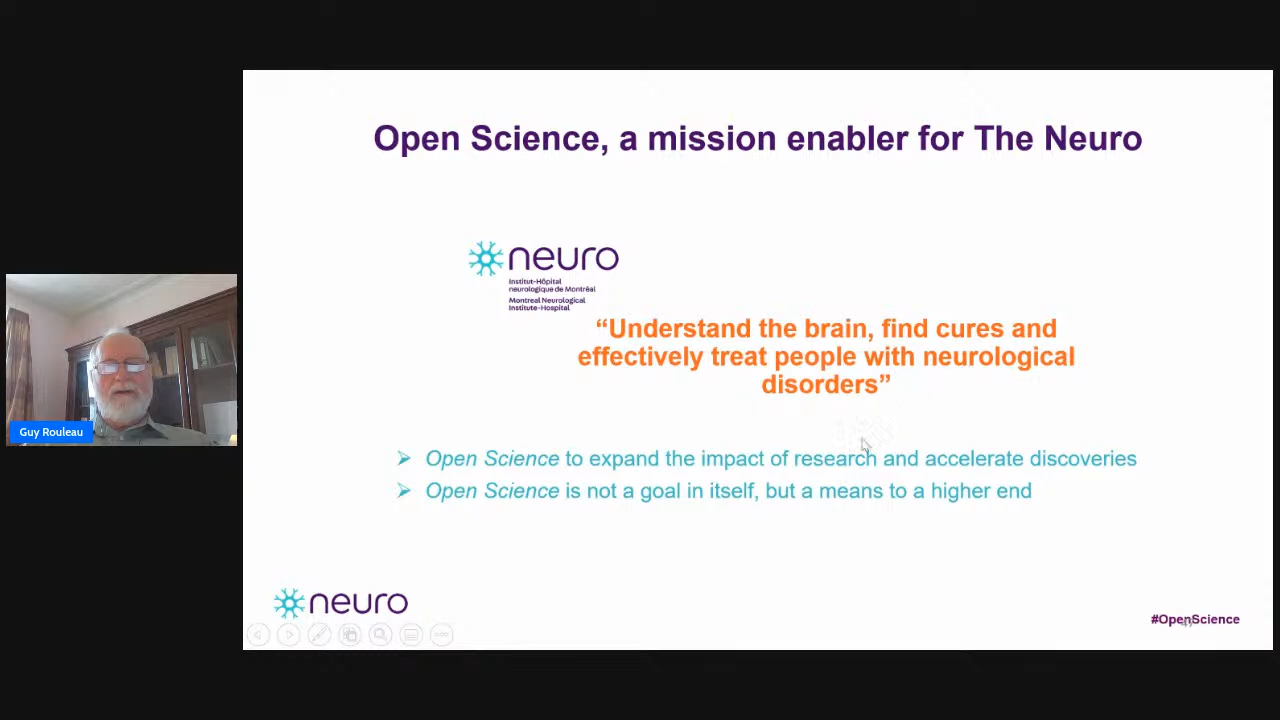 Open Science, a mission enabler for The Neuro
neuro
Institut-Hôpital
neurologique de Montréal
Montreal Neurological
Institute-Hospital
“Understand the brain, find cures and
effectively treat people with neurological
disorders”
Open Science to expand the impact of research and accelerate discoveries
Open Science is not a goal in itself, but a means to a higher end
Guy Rouleau
neuro
#OpenScience